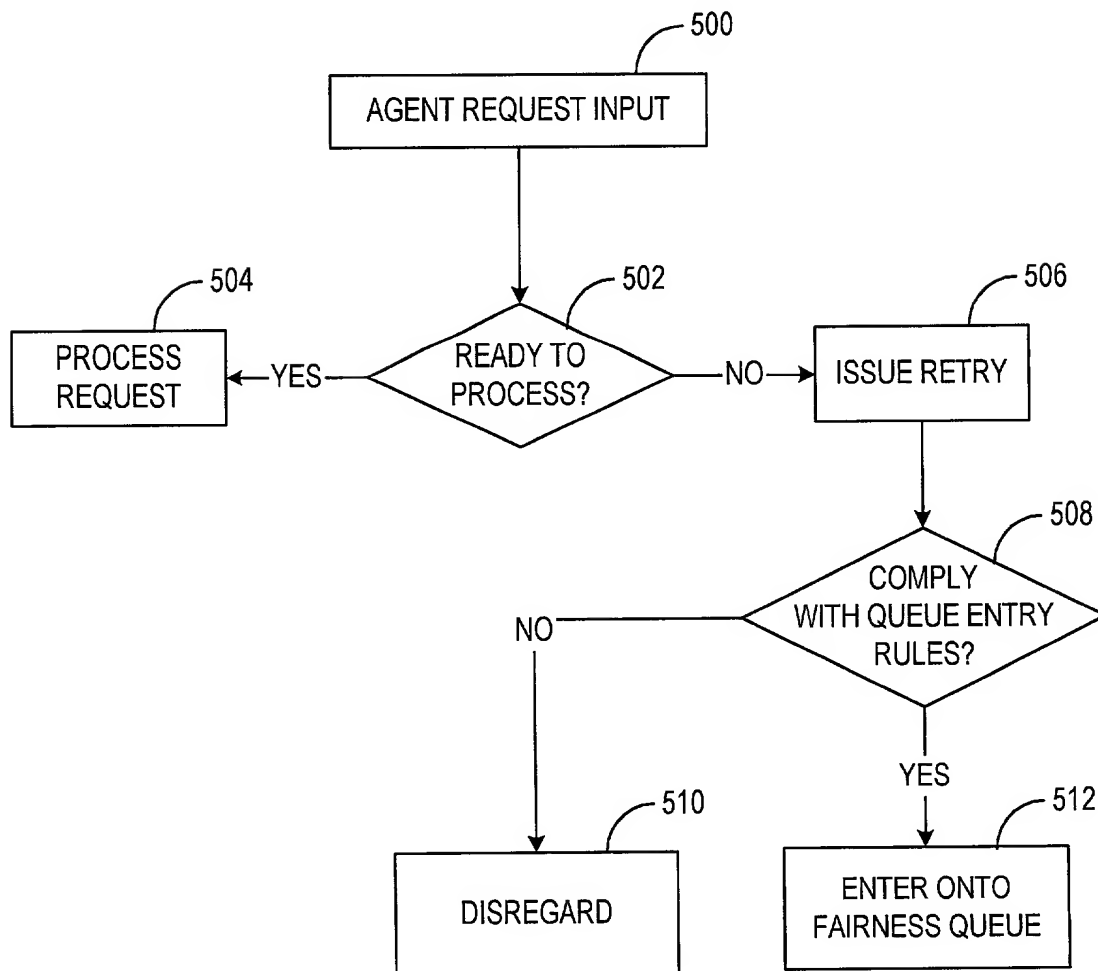 500
AGENT REQUEST INPUT
504
502
506
PROCESS
REQUEST
YES
READY TO
PROCESS?
NO
ISSUE RETRY
508
COMPLY
WITH QUEUE ENTRY
RULES?
NO
YES
510
512
DISREGARD
ENTER ONTO
FAIRNESS QUEUE